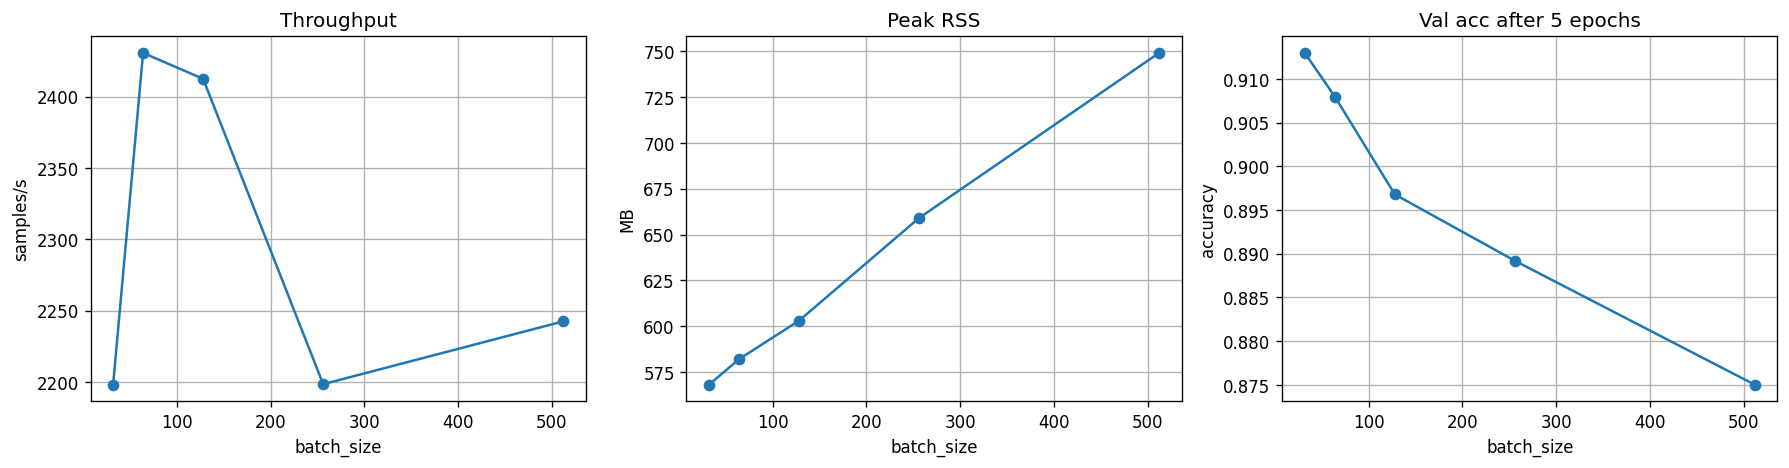 Throughput
samples/s
2400
2350
2300
2250
2200
100 200 300 400 500
batch_size
Peak RSS
MB
750
725
700
675
650
625
600
575
100 200 300 400 500
batch_size
Val acc after 5 epochs
accuracy
0.910
0.905
0.900
0.895
0.890
0.885
0.880
0.875
100 200 300 400 500
batch_size